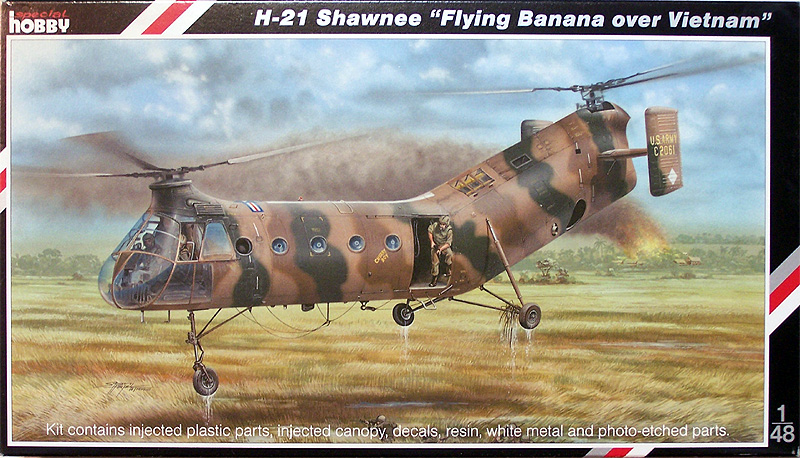 special
HOBBY
H-21 Shawnee "Flying Banana over Vietnam"
U.S. ARMY
C2061
Kit contains injected plastic parts, injected canopy, decals, resin, white metal and photo-etched parts.
1
48